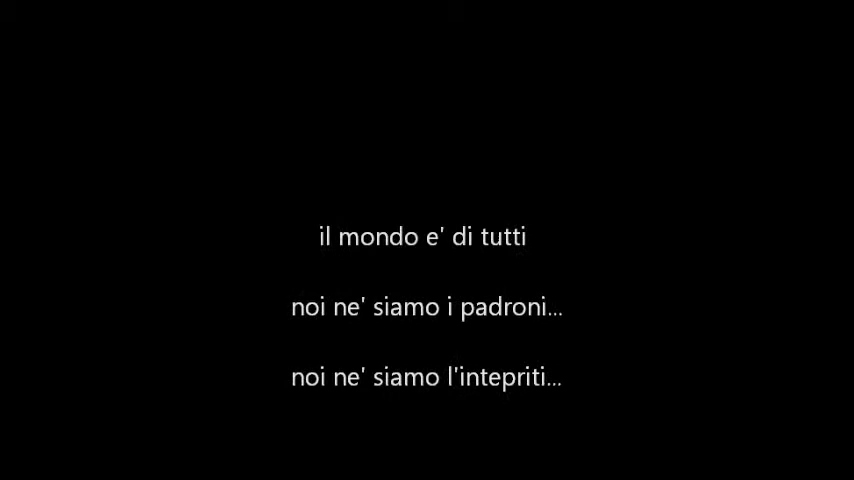 il mondo e' di tutti
noi ne' siamo i padroni...
noi ne' siamo l'intepriti...